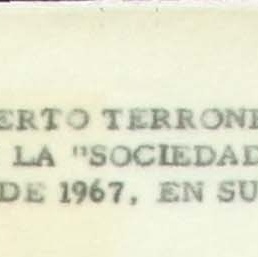 ERTO TERRONE
LA "SOCIEDAD
DE 1967, EN SU